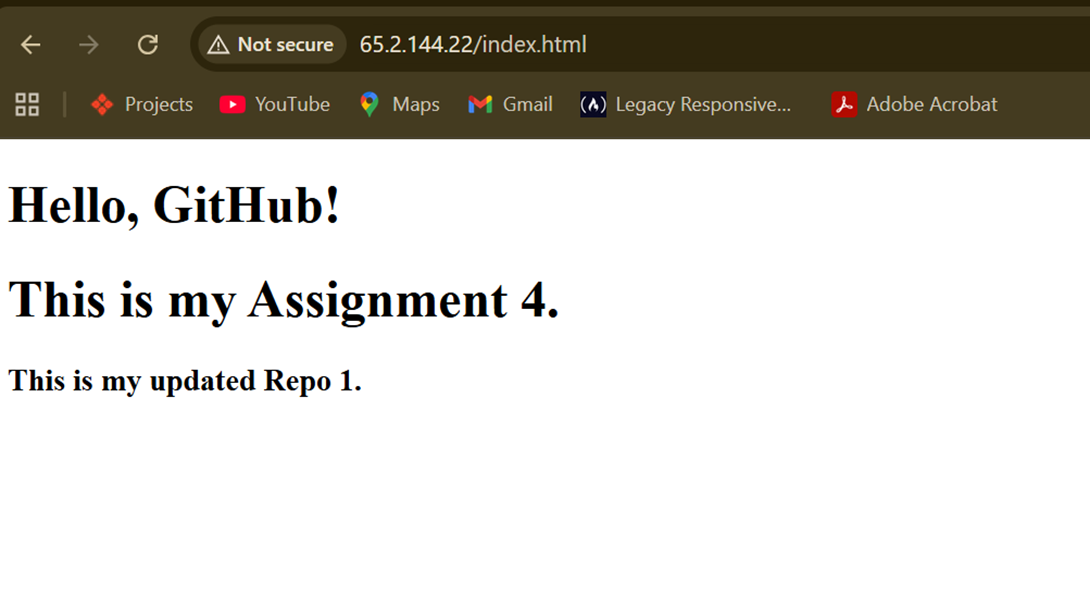 Not secure 65.2.144.22/index.html
Projects YouTube Maps Gmail Legacy Responsive... Adobe Acrobat
Hello, GitHub!
This is my Assignment 4.
This is my updated Repo 1.